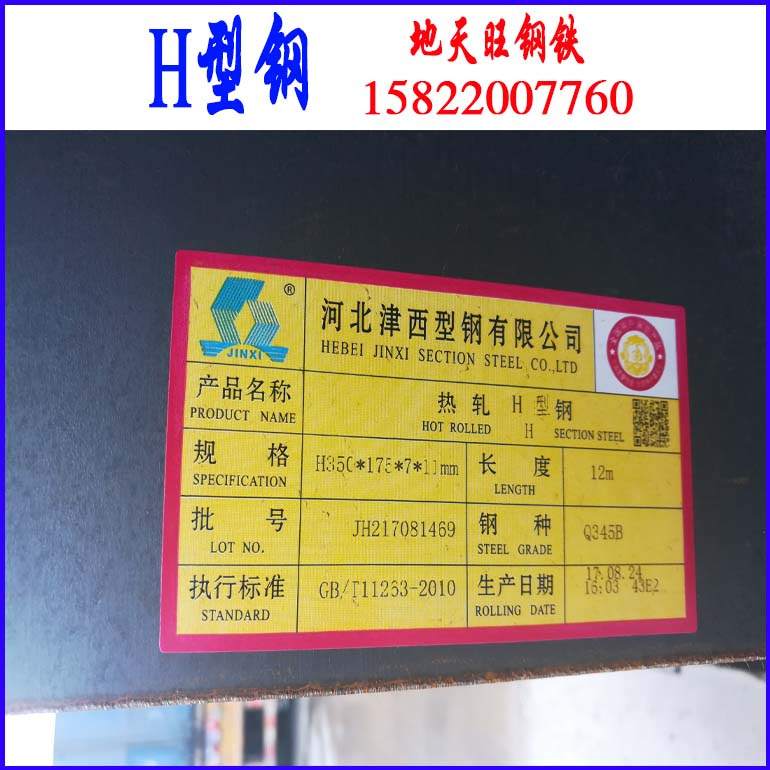 H型钢
地天旺钢铁
15822007760
JINXI
®
河北津西型钢有限公司
HEBEI JINXI SECTION STEEL CO.,LTD
产品名称
PRODUCT NAME
热轧 H 型钢
HOT ROLLED H SECTION STEEL
规格
SPECIFICATION
H350*175*7*11mm
长度
LENGTH
12m
批号
LOT NO.
JH217081469
钢种
STEEL GRADE
Q345B
执行标准
STANDARD
GB/T11263-2010
生产日期
ROLLING DATE
17.08.24
16:03 43E2